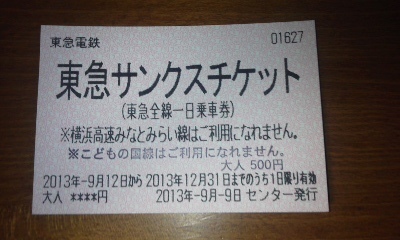 東急電鉄 01627
東急サンクスチケット
(東急全線一日乗車券)
※横浜高速みなとみらい線はご利用になれません。
※こどもの国線はご利用になれません。
大人 500円
2013年-9月12日から 2013年12月31日までのうち1日限り有効
大人 ****円 2013年-9月-9日 センター発行